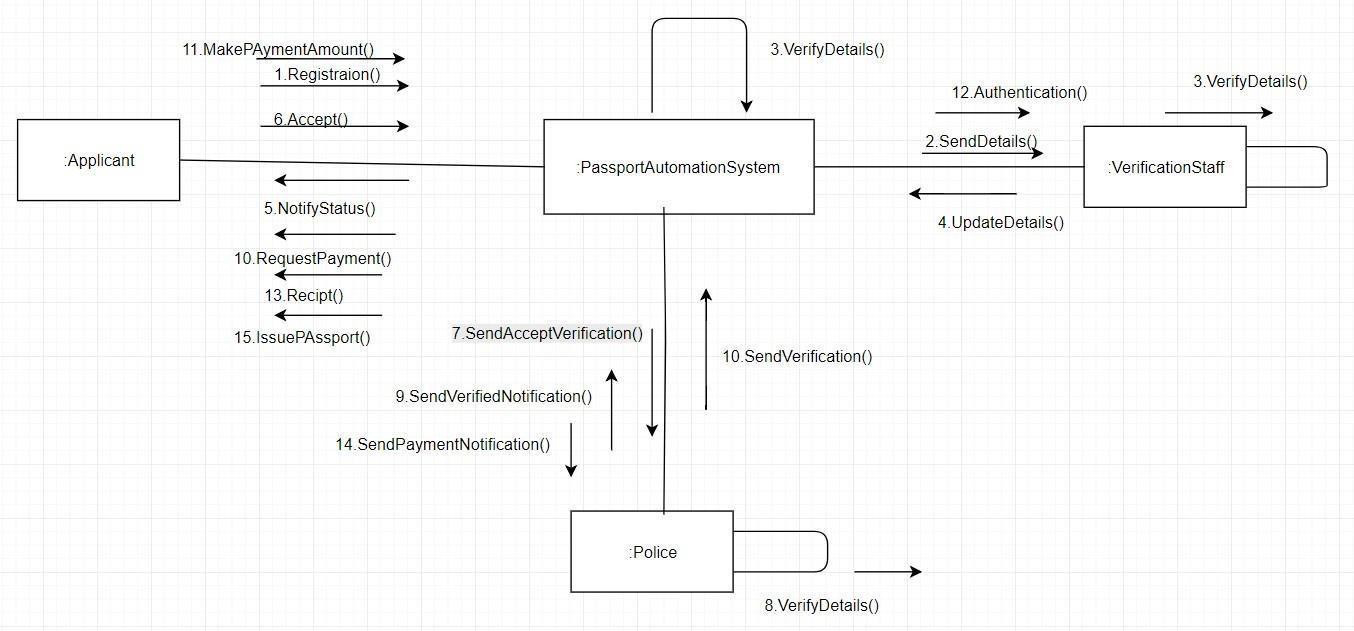 11.MakePAymentAmount()
1.Registraion()
6.Accept()
:Applicant
5.NotifyStatus()
10.RequestPayment()
13.Recipt()
15.IssuePAssport()
3.VerifyDetails()
:PassportAutomationSystem
12.Authentication()
2.SendDetails()
4.UpdateDetails()
3.VerifyDetails()
:VerificationStaff
7.SendAcceptVerification()
10.SendVerification()
9.SendVerifiedNotification()
14.SendPaymentNotification()
:Police
8.VerifyDetails()